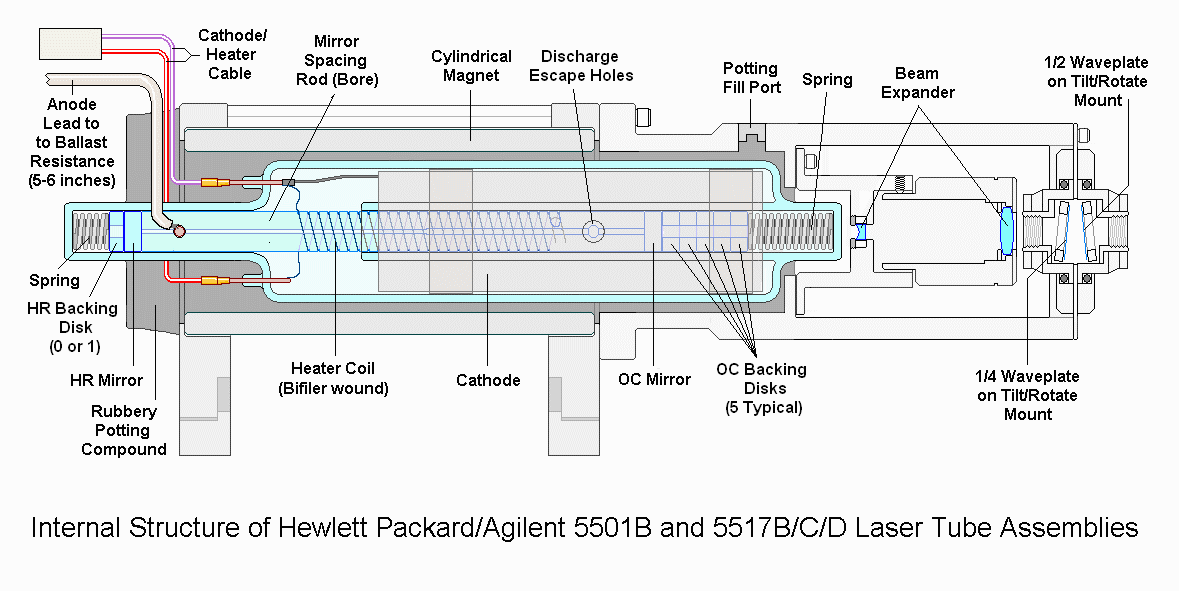 Cathode/
Heater
Cable
Mirror
Spacing
Rod (Bore)
Cylindrical
Magnet
Discharge
Escape Holes
Potting
Fill Port
Spring
Beam
Expander
1/2 Waveplate
on Tilt/Rotate
Mount
Anode
Lead to
to Ballast
Resistance
(5-6 inches)
Spring
HR Backing
Disk
(0 or 1)
HR Mirror
Rubbery
Potting
Compound
Heater Coil
(Bifiler wound)
Cathode
OC Mirror
OC Backing
Disks
(5 Typical)
1/4 Waveplate
on Tilt/Rotate
Mount
Internal Structure of Hewlett Packard/Agilent 5501B and 5517B/C/D Laser Tube Assemblies